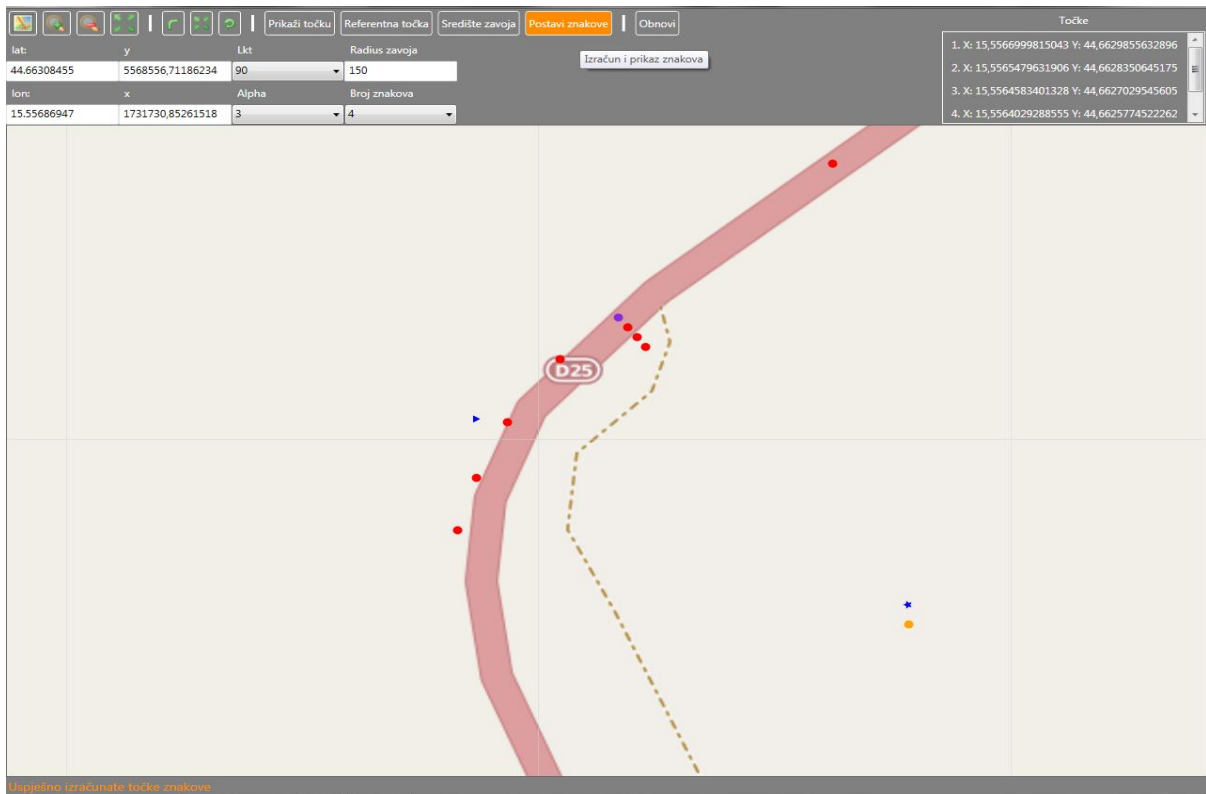 Prikaži točku Referentna točka Središte zavoja Postavi znakove Obnovi
Točke
lat: y Lkt Radius zavoja
44.66308455 5568556,71186234 90 150
lon: x Alpha Broj znakova
15.55686947 1731730,85261518 3 4
Izračun i prikaz znakova
1. X: 15,5566999815043 Y: 44,6629855632896
2. X: 15,5565479631906 Y: 44,6628350645175
3. X: 15,5564583401328 Y: 44,6627029545605
4. X: 15,5564029288555 Y: 44,6625774522262
D25
Uspješno izračunate točke znakove